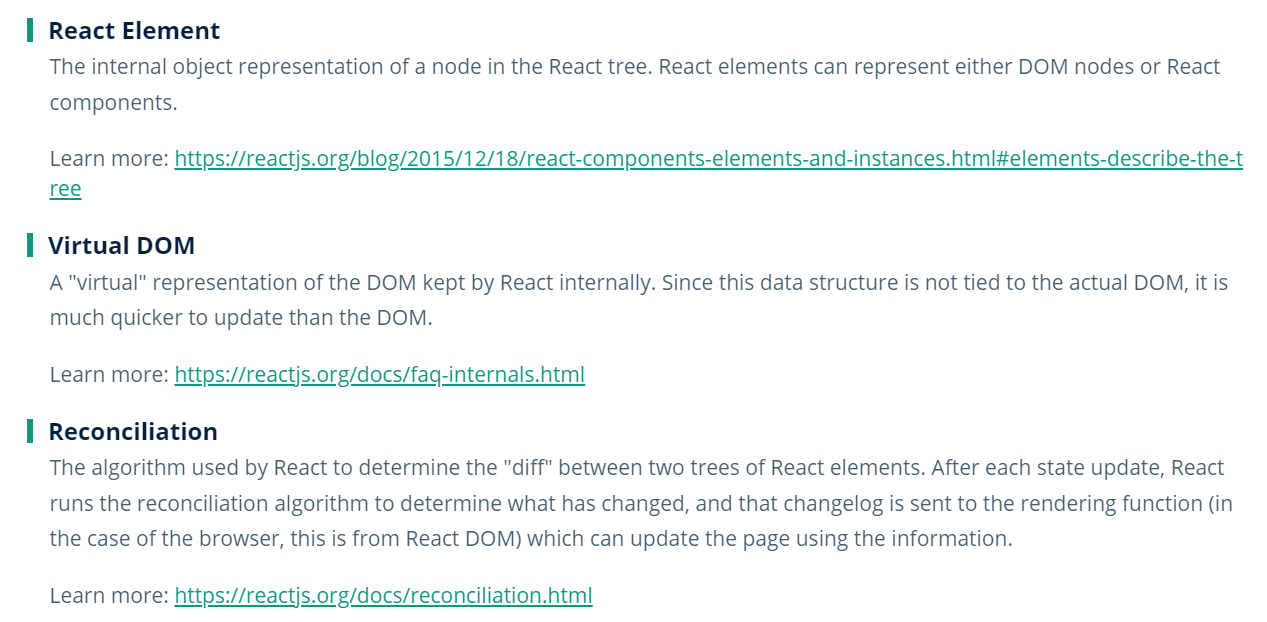 React Element
The internal object representation of a node in the React tree. React elements can represent either DOM nodes or React
components.
Learn more: https://reactjs.org/blog/2015/12/18/react-components-elements-and-instances.html#elements-describe-the-t
ree
Virtual DOM
A "virtual" representation of the DOM kept by React internally. Since this data structure is not tied to the actual DOM, it is
much quicker to update than the DOM.
Learn more: https://reactjs.org/docs/faq-internals.html
Reconciliation
The algorithm used by React to determine the "diff" between two trees of React elements. After each state update, React
runs the reconciliation algorithm to determine what has changed, and that changelog is sent to the rendering function (in
the case of the browser, this is from React DOM) which can update the page using the information.
Learn more: https://reactjs.org/docs/reconciliation.html